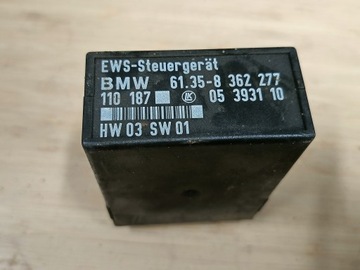 EWS-Steuergerät
BMW 61.35-8 362 277
110 187 05 3931 10
HW 03 SW 01